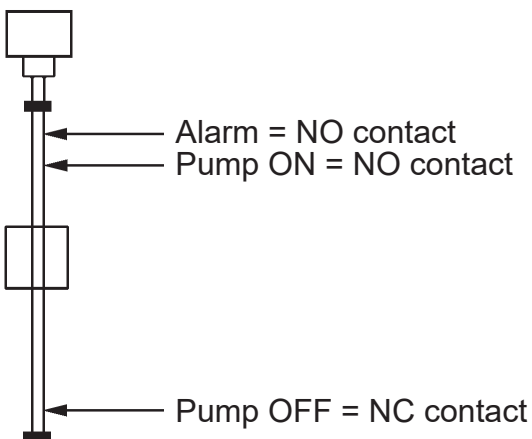 Alarm = NO contact
Pump ON = NO contact
Pump OFF = NC contact